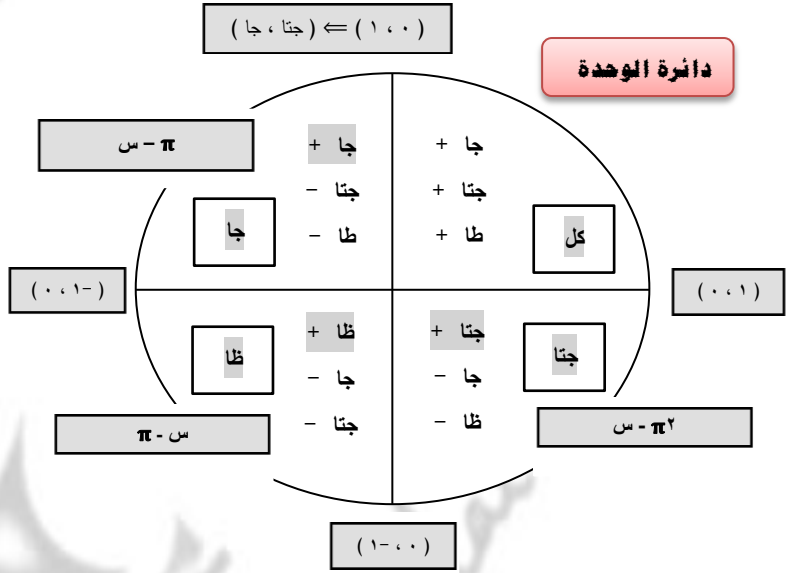 ( ٠ ، ١ ) ⇐ ( جتا ، جا )
دائرة الوحدة
جا +
جتا +
طا +
كل
π – س
جا +
جتا –
طا –
جا
( ١ ، ٠ )
( -١ ، ٠ )
ظا +
جا –
جتا –
ظا
س - π
جتا +
جا –
ظا –
جتا
٢π - س
( ٠ ، -١ )